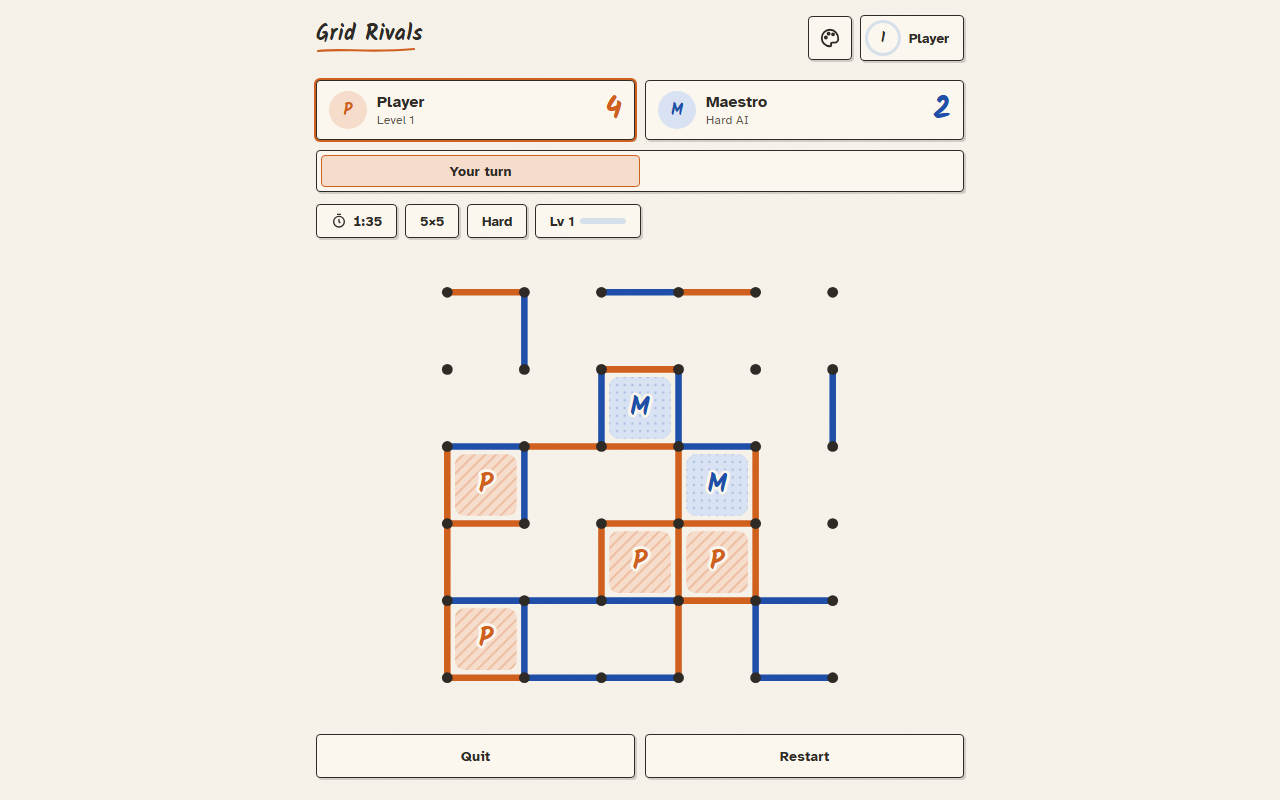 Grid Rivals
1 Player
P Player 4
Level 1
M Maestro 2
Hard AI
Your turn
1:35 5×5 Hard Lv 1
M
P M
P P
P
Quit Restart